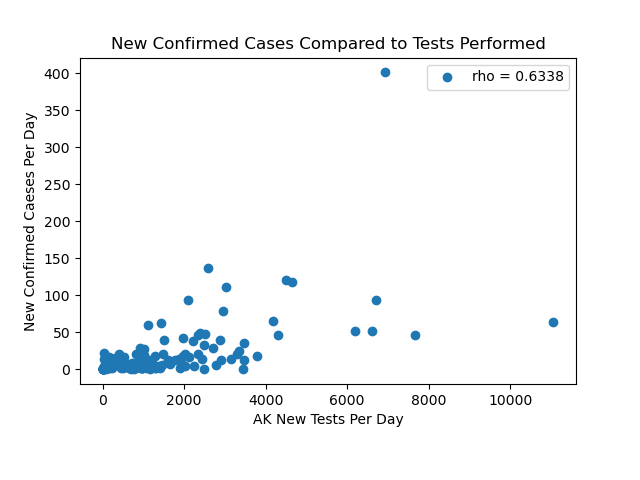 New Confirmed Cases Compared to Tests Performed
rho = 0.6338
New Confirmed Caeses Per Day
400
350
300
250
200
150
100
50
0
0 2000 4000 6000 8000 10000
AK New Tests Per Day